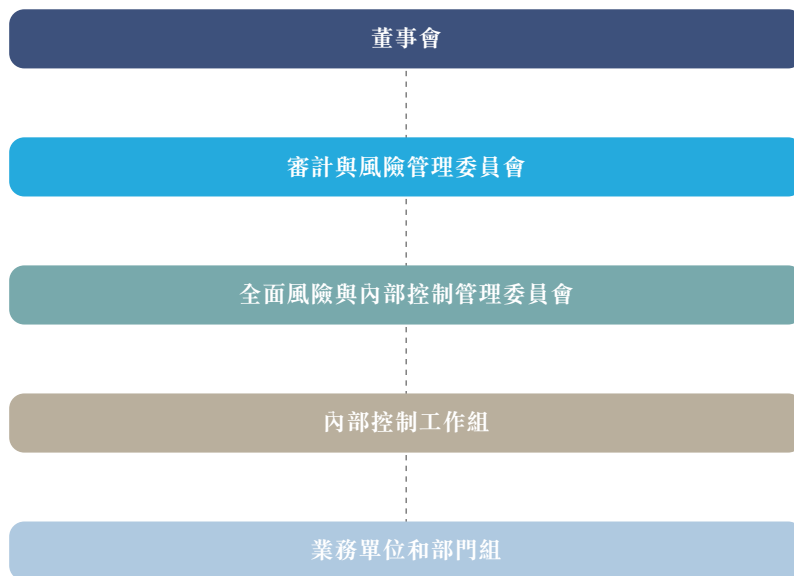 董事會
審計與風險管理委員會
全面風險與內部控制管理委員會
內部控制工作組
業務單位和部門組